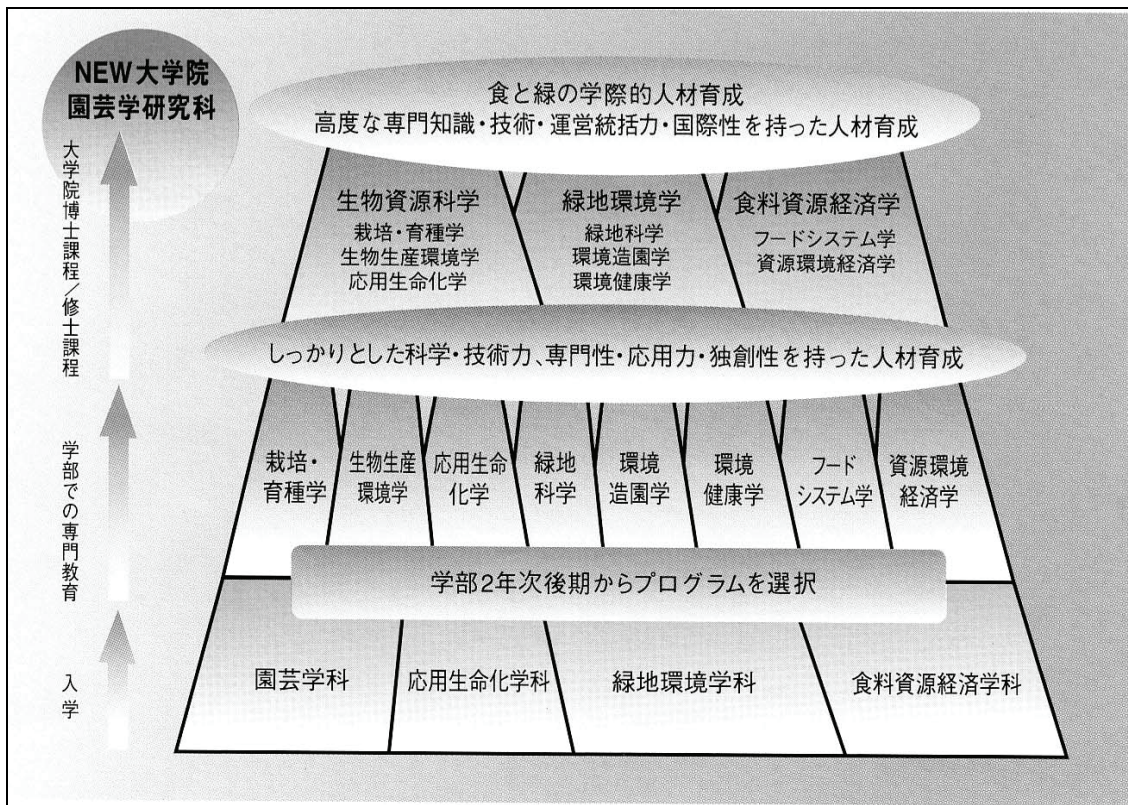 NEW大学院
園芸学研究科
食と緑の学際的人材育成
高度な専門知識・技術・運営統括力・国際性を持った人材育成
大学院博士課程／修士課程
生物資源科学
栽培・育種学
生物生産環境学
応用生命化学
緑地環境学
緑地科学
環境造園学
環境健康学
食料資源経済学
フードシステム学
資源環境経済学
しっかりとした科学・技術力、専門性・応用力・独創性を持った人材育成
学部での専門教育
栽培・
育種学
生物生産
環境学
応用生命
化学
緑地
科学
環境
造園学
環境
健康学
フード
システム学
資源環境
経済学
学部2年次後期からプログラムを選択
入学
園芸学科
応用生命化学科
緑地環境学科
食料資源経済学科